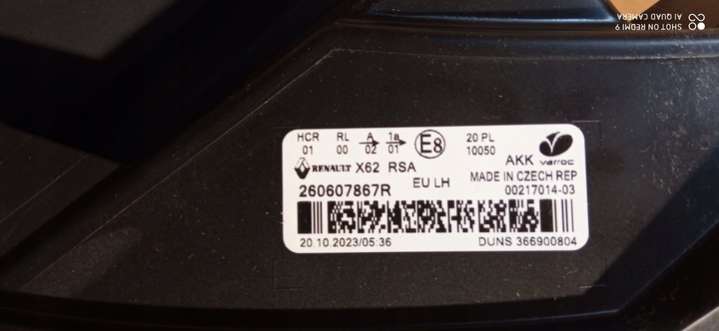 SHOT ON REDMI 9
AI QUAD CAMERA
HCR RL A 1a E8 20 PL
01 00 02 01 10050
AKK varroc
RENAULT X62 RSA MADE IN CZECH REP
260607867R EU LH 00217014-03
20.10.2023/05:36 DUNS 366900804